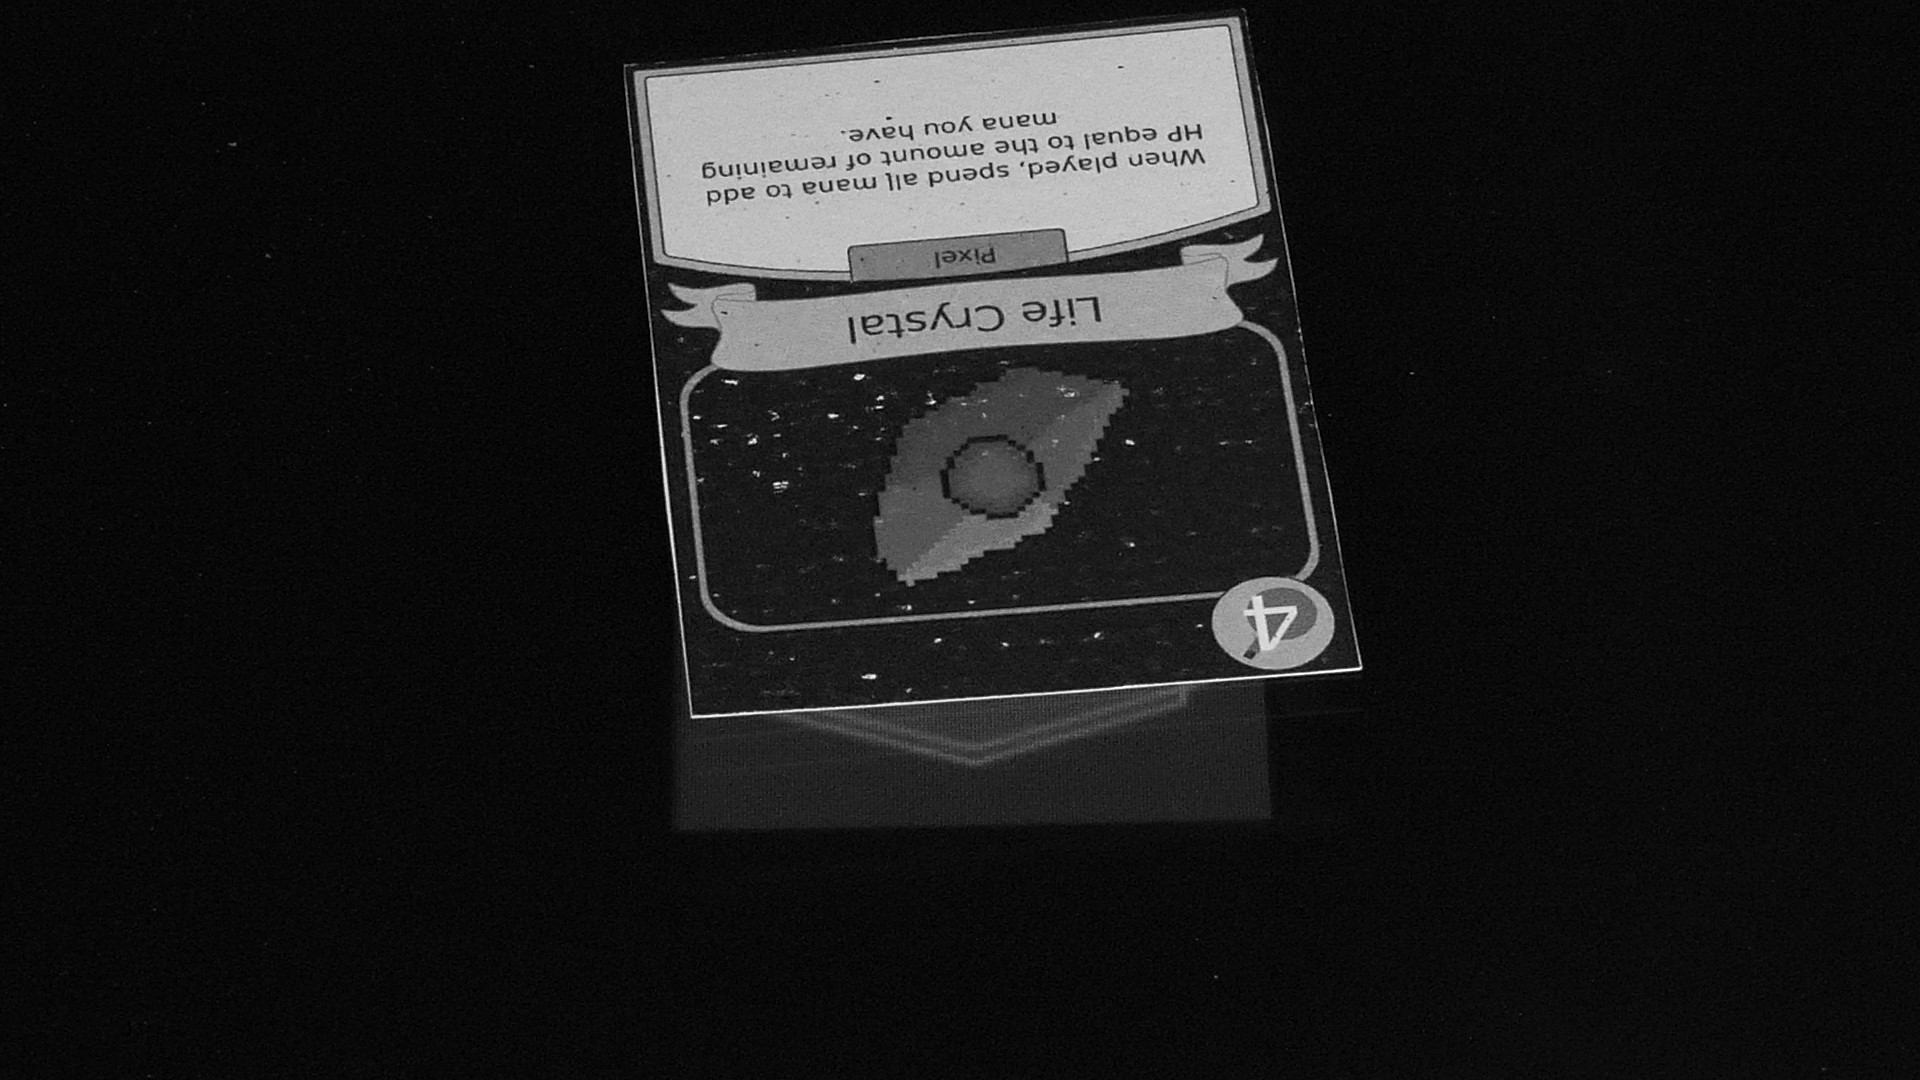 4
Life Crystal
Pixel
When played, spend all mana to add
HP equal to the amount of remaining
mana you have.